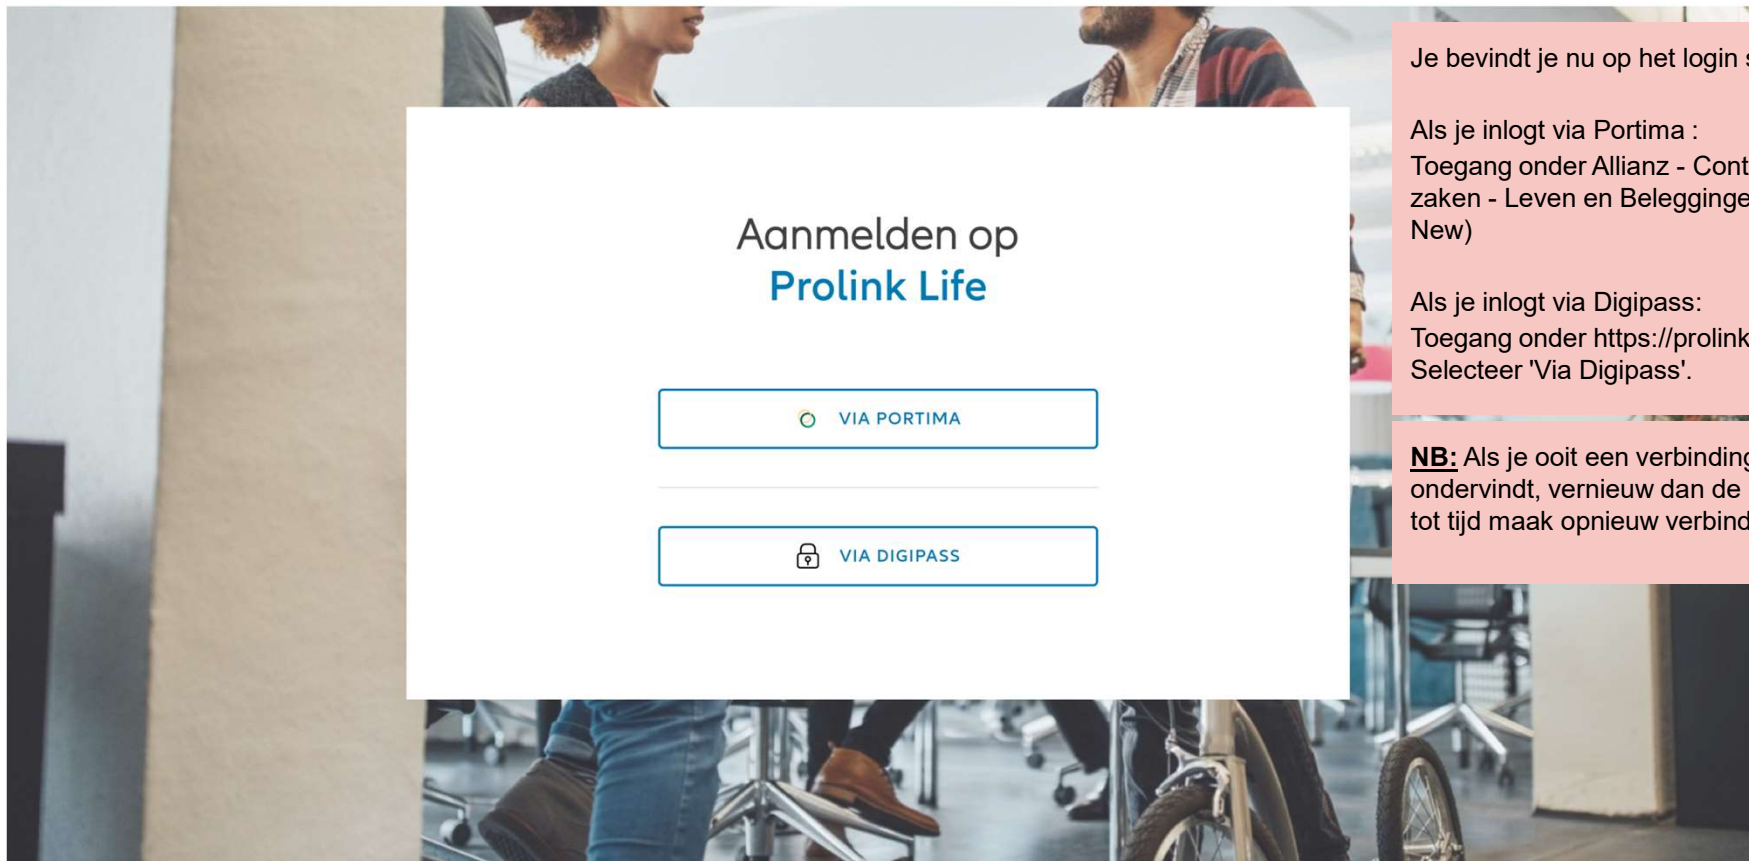 Aanmelden op
Prolink Life
VIA PORTIMA
VIA DIGIPASS
Je bevindt je nu op het login
Als je inlogt via Portima :
Toegang onder Allianz - Cont
zaken - Leven en Belegginge
New)
Als je inlogt via Digipass:
Toegang onder https://prolink
Selecteer 'Via Digipass'.
NB: Als je ooit een verbinding
ondervindt, vernieuw dan de
tot tijd maak opnieuw verbind